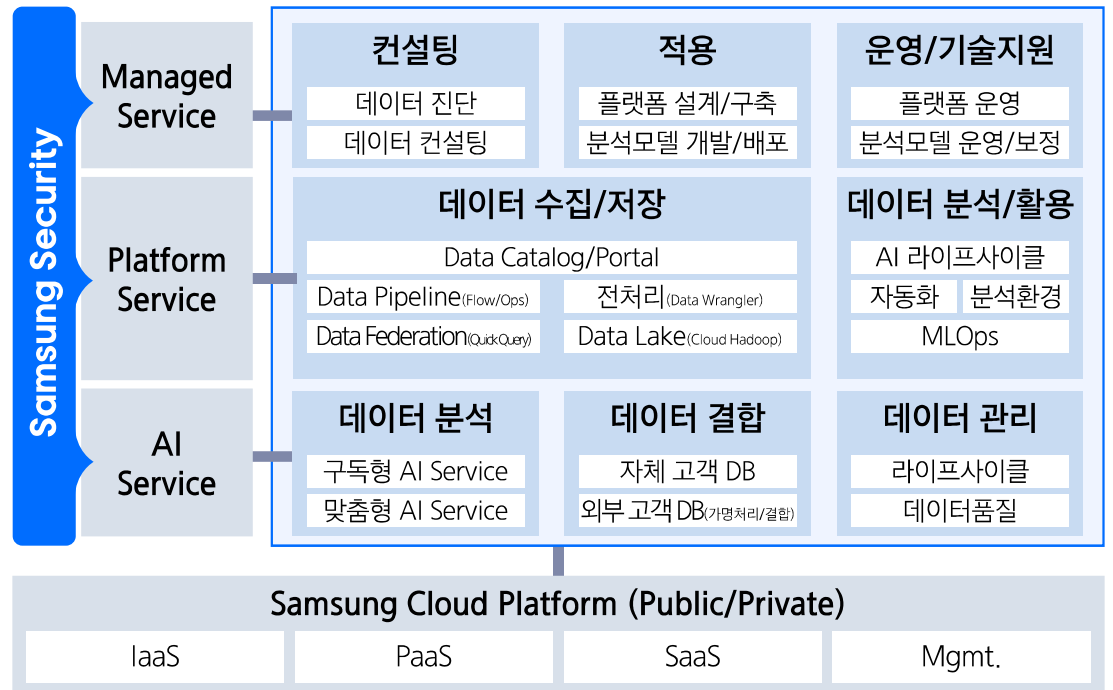 Samsung Security
Managed
Service
컨설팅
데이터 진단
데이터 컨설팅
적용
플랫폼 설계/구축
분석모델 개발/배포
운영/기술지원
플랫폼 운영
분석모델 운영/보정
Platform
Service
데이터 수집/저장
Data Catalog/Portal
Data Pipeline(Flow/Ops)
전처리(Data Wrangler)
Data Federation(Quick Query)
Data Lake(Cloud Hadoop)
데이터 분석/활용
AI 라이프사이클
자동화
분석환경
MLOps
AI
Service
데이터 분석
구독형 AI Service
맞춤형 AI Service
데이터 결합
자체 고객 DB
외부 고객 DB(가명처리/결합)
데이터 관리
라이프사이클
데이터품질
Samsung Cloud Platform (Public/Private)
IaaS
PaaS
SaaS
Mgmt.